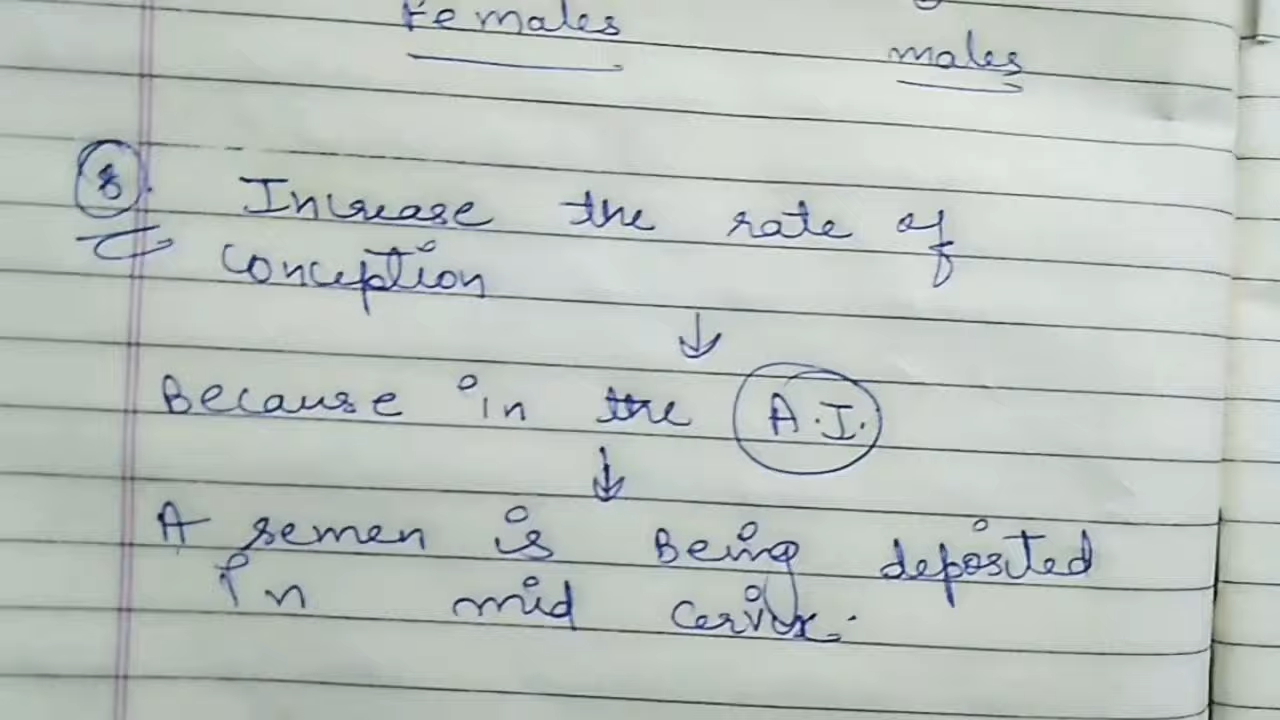 Females
males
8. Increase the rate of
conception
↓
Because in the A.I.
↓
A semen is Being deposited
in mid cervix.